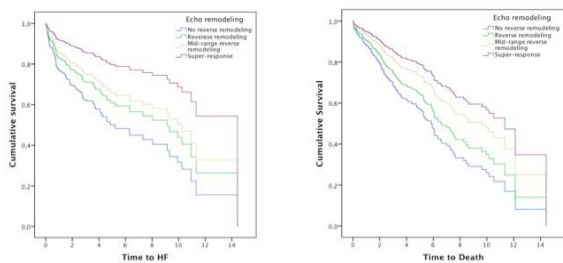 Echo remodeling
No reverse remodeling
Reverese remodeling
Mid-range reverse
remodeling
Super-response
Cumulative survival
1,0
0,8
0,6
0,4
0,2
0,0
0 2 4 6 8 10 12 14
Time to HF
Echo remodeling
No reverse remodeling
Reverse remodeling
Mid-range reverse
remodeling
Super-response
Cumulative Survival
1,0
0,8
0,6
0,4
0,2
0,0
0 2 4 6 8 10 12 14
Time to Death